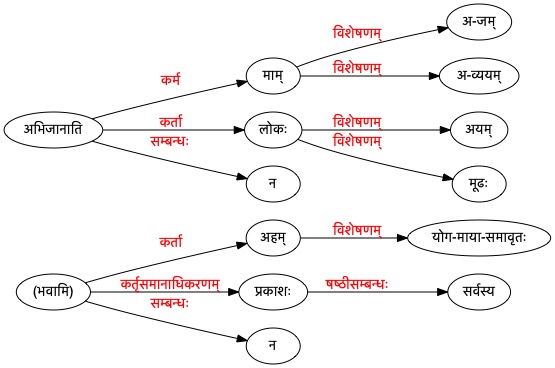 अ-जम्
विशेषणम्
माम्
कर्म
विशेषणम्
अ-व्ययम्
अभिजानाति
कर्ता
लोकः
विशेषणम्
अयम्
सम्बन्धः
विशेषणम्
न
मूढः
कर्ता
अहम्
विशेषणम्
योग-माया-समावृतः
(भवामि)
कर्तृसमानाधिकरणम्
प्रकाशः
षष्ठीसम्बन्धः
सर्वस्य
सम्बन्धः
न